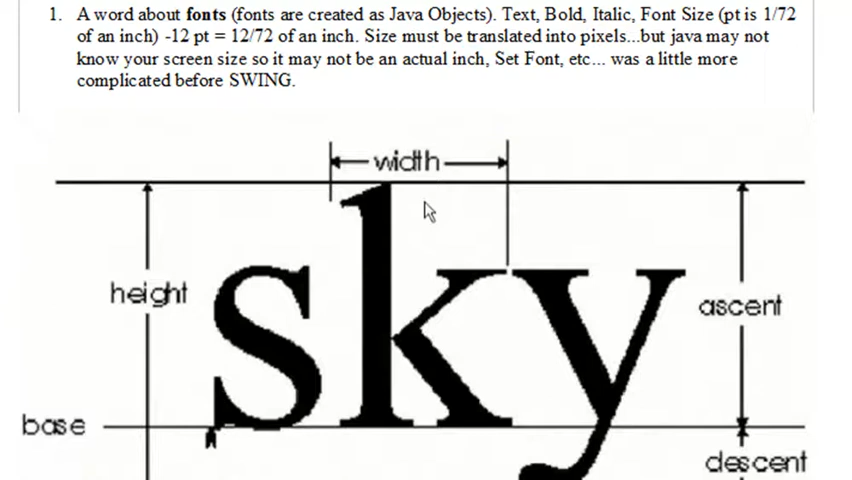 1. A word about fonts (fonts are created as Java Objects). Text, Bold, Italic, Font Size (pt is 1/72
of an inch) -12 pt = 12/72 of an inch. Size must be translated into pixels...but java may not
know your screen size so it may not be an actual inch, Set Font, etc... was a little more
complicated before SWING.
width
height
sky
ascent
base
descent